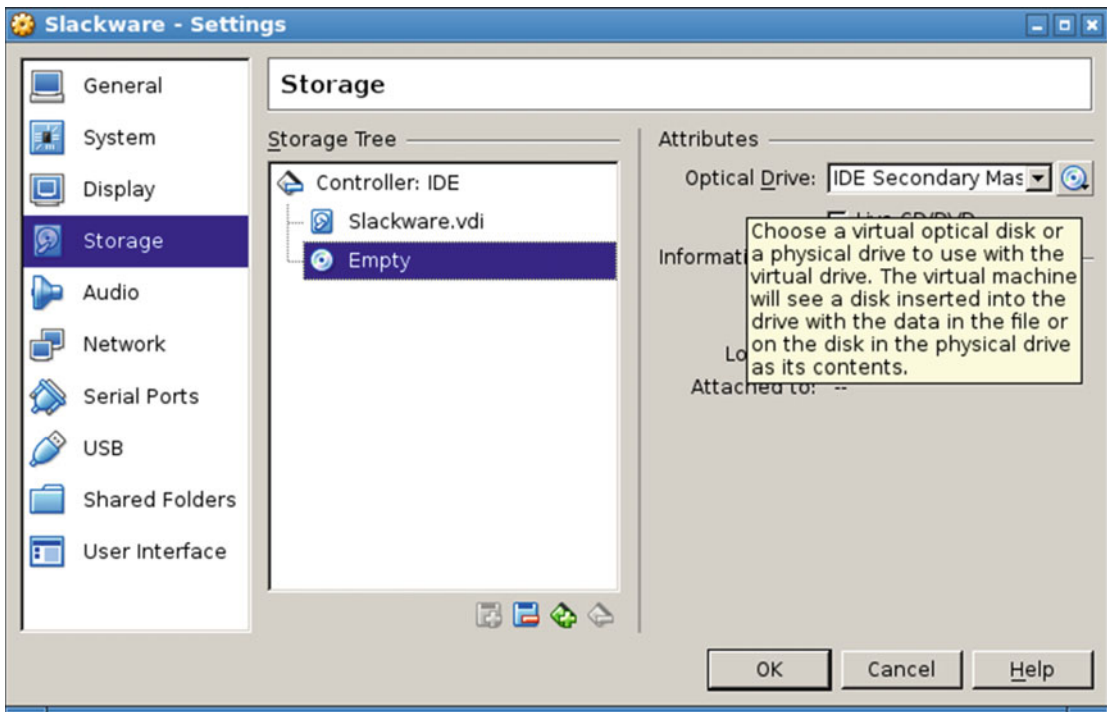 Slackware - Settings
General
System
Display
Storage
Audio
Network
Serial Ports
USB
Shared Folders
User Interface
Storage
Storage Tree
Controller: IDE
Slackware.vdi
Empty
Attributes
Optical Drive: IDE Secondary Mas
Choose a virtual optical disk or
a physical drive to use with the
virtual drive. The virtual machine
will see a disk inserted into the
drive with the data in the file or
on the disk in the physical drive
as its contents.
Attached to: --
OK Cancel Help